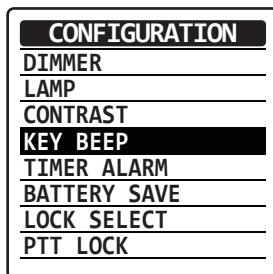 CONFIGURATION
DIMMER
LAMP
CONTRAST
KEY BEEP
TIMER ALARM
BATTERY SAVE
LOCK SELECT
PTT LOCK